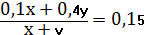 0,1x + 0,4y
x + y = 0,15